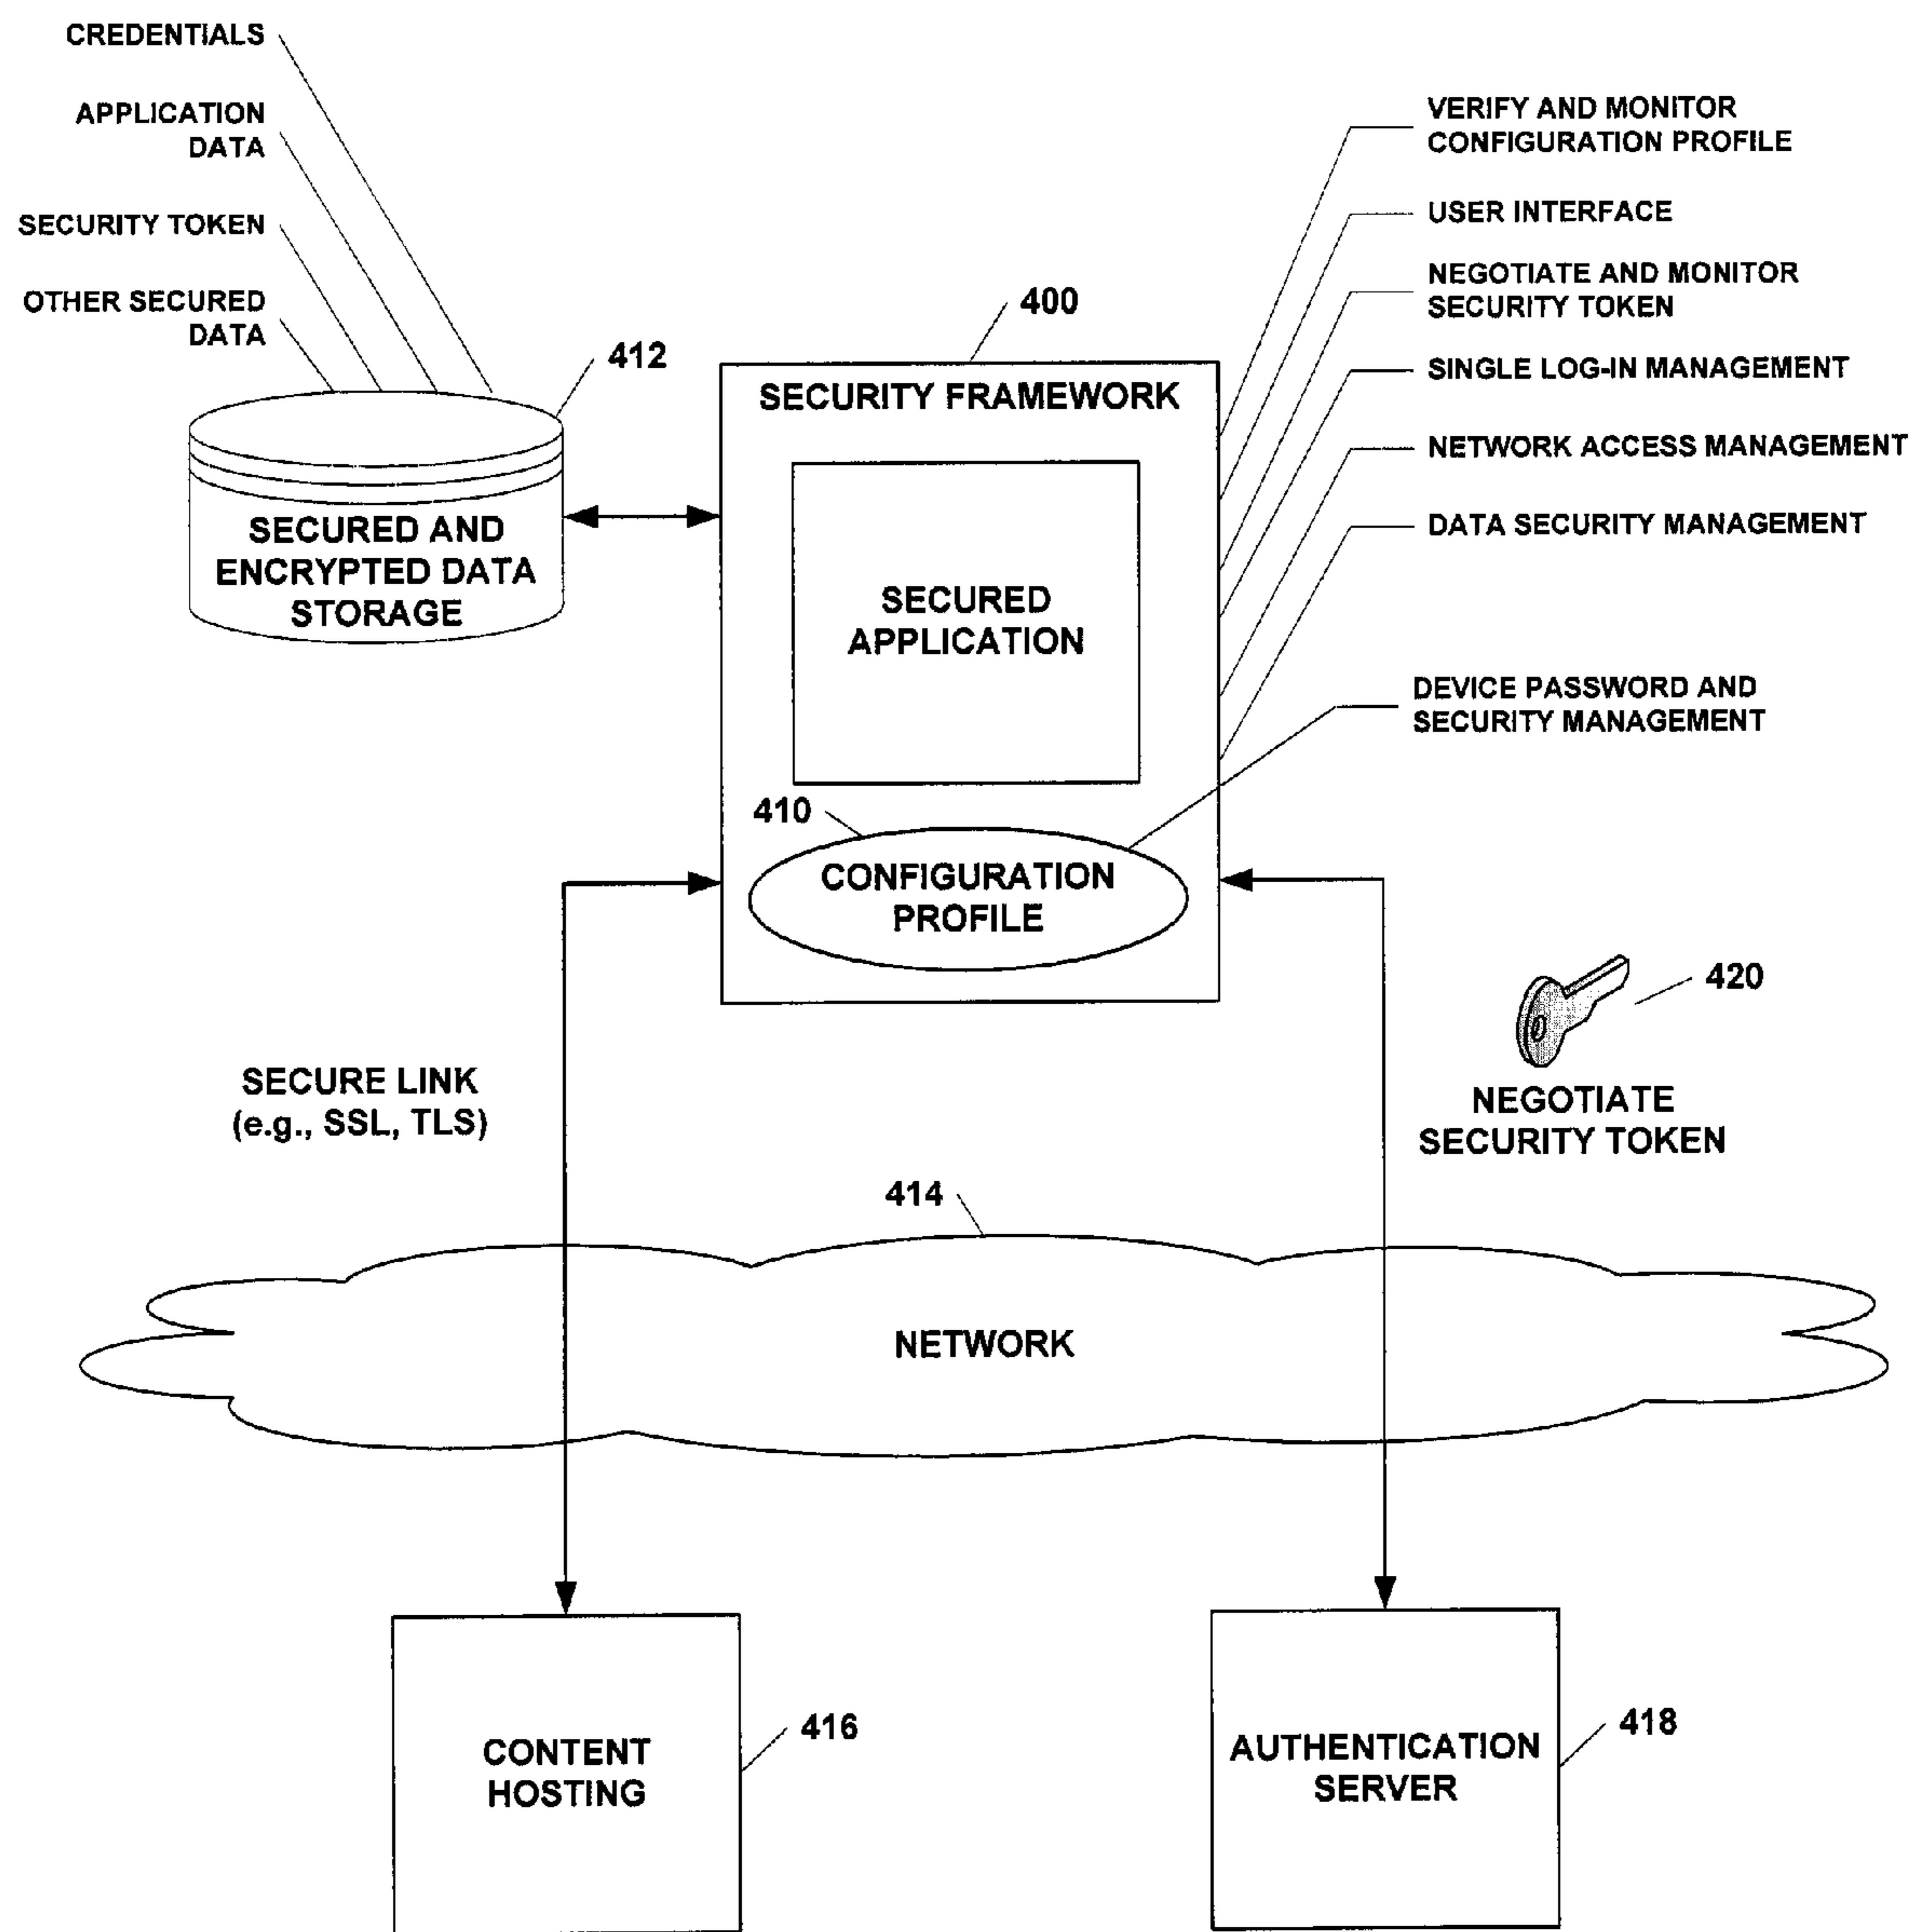 CREDENTIALS
APPLICATION
DATA
SECURITY TOKEN
OTHER SECURED
DATA
412
SECURED AND
ENCRYPTED DATA
STORAGE
400
SECURITY FRAMEWORK
SECURED
APPLICATION
410
CONFIGURATION
PROFILE
VERIFY AND MONITOR
CONFIGURATION PROFILE
USER INTERFACE
NEGOTIATE AND MONITOR
SECURITY TOKEN
SINGLE LOG-IN MANAGEMENT
NETWORK ACCESS MANAGEMENT
DATA SECURITY MANAGEMENT
DEVICE PASSWORD AND
SECURITY MANAGEMENT
420
NEGOTIATE
SECURITY TOKEN
SECURE LINK
(e.g., SSL, TLS)
414
NETWORK
CONTENT
HOSTING
416
AUTHENTICATION
SERVER
418